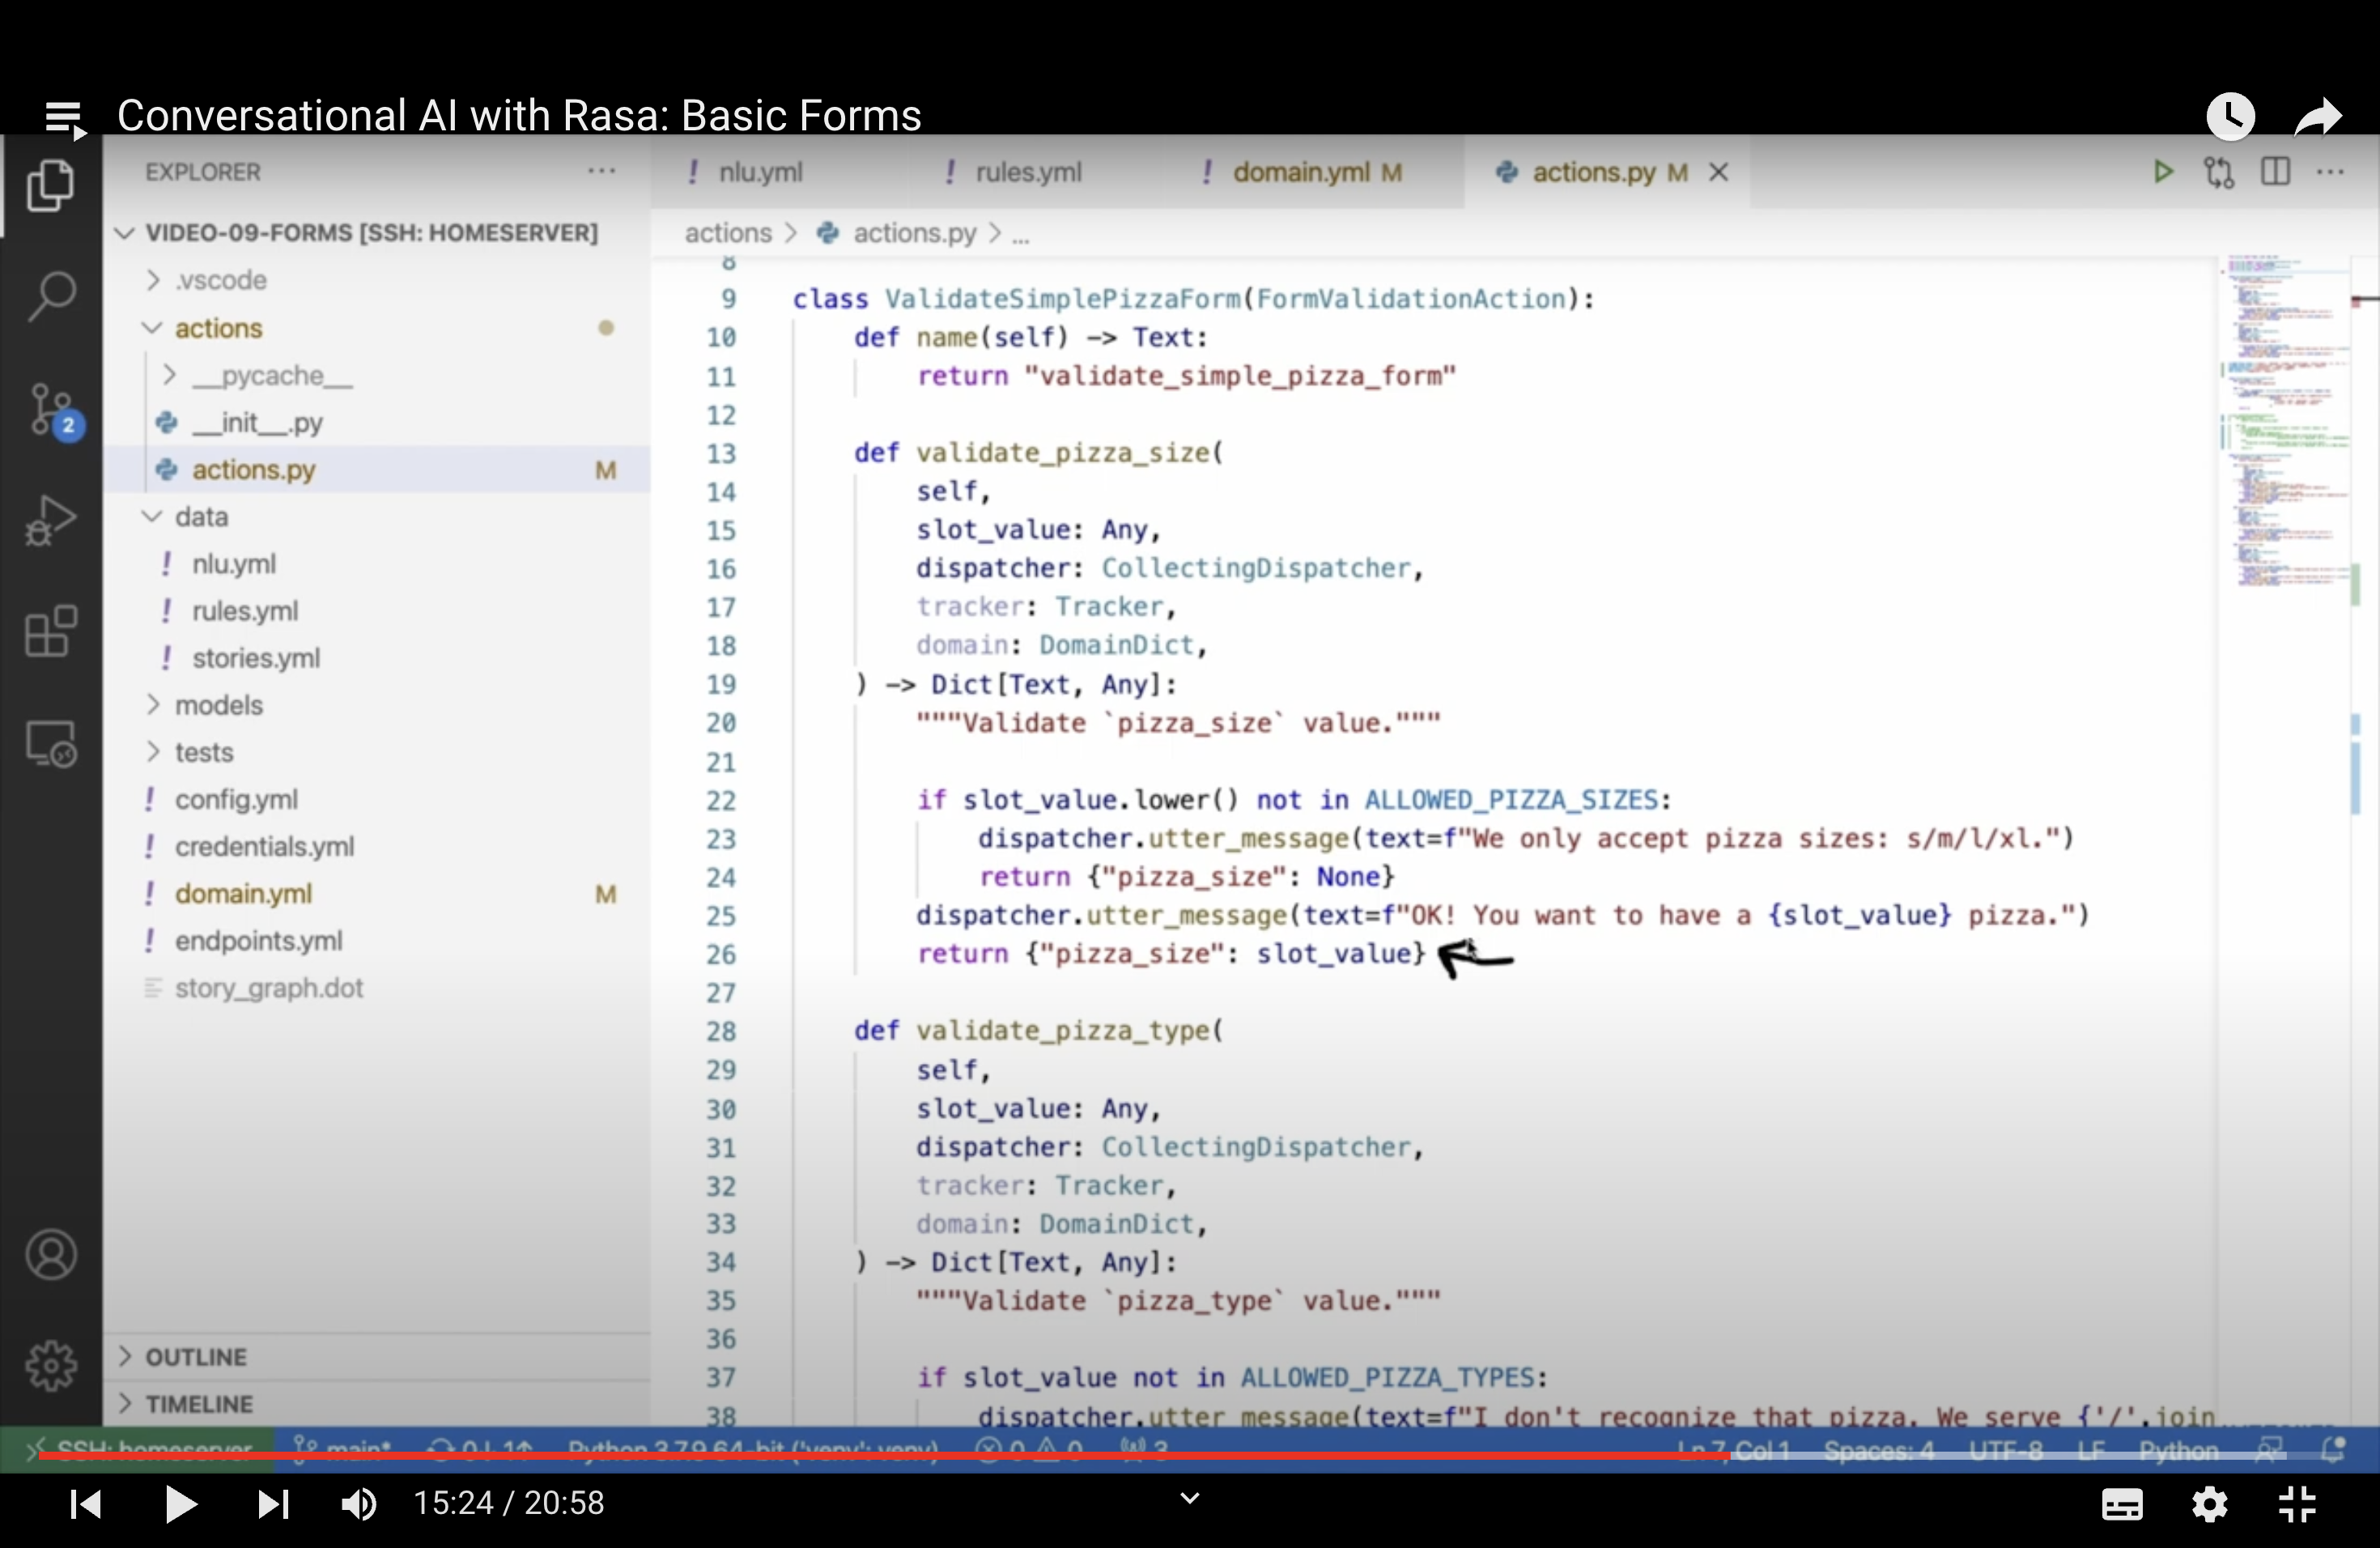 Conversational AI with Rasa: Basic Forms
EXPLORER
nlu.yml
rules.yml
domain.yml M
actions.py M
VIDEO-09-FORMS [SSH: HOMESERVER]
actions > actions.py > ...
.vscode
actions
__pycache__
__init__.py
actions.py M
data
nlu.yml
rules.yml
stories.yml
models
tests
config.yml
credentials.yml
domain.yml M
endpoints.yml
story_graph.dot
OUTLINE
TIMELINE
2
8
9 class ValidateSimplePizzaForm(FormValidationAction):
10 def name(self) -> Text:
11 return "validate_simple_pizza_form"
12
13 def validate_pizza_size(
14 self,
15 slot_value: Any,
16 dispatcher: CollectingDispatcher,
17 tracker: Tracker,
18 domain: DomainDict,
19 ) -> Dict[Text, Any]:
20 """Validate `pizza_size` value."""
21
22 if slot_value.lower() not in ALLOWED_PIZZA_SIZES:
23 dispatcher.utter_message(text=f"We only accept pizza sizes: s/m/l/xl.")
24 return {"pizza_size": None}
25 dispatcher.utter_message(text=f"OK! You want to have a {slot_value} pizza.")
26 return {"pizza_size": slot_value}
27
28 def validate_pizza_type(
29 self,
30 slot_value: Any,
31 dispatcher: CollectingDispatcher,
32 tracker: Tracker,
33 domain: DomainDict,
34 ) -> Dict[Text, Any]:
35 """Validate `pizza_type` value."""
36
37 if slot_value not in ALLOWED_PIZZA_TYPES:
38 dispatcher.utter_message(text=f"I don't recognize that pizza. We serve {'/'.join
SSH: homeserver main* 0↓ 1↑ Python 3.7.9 64-bit ('venv': venv) 0 0 3 Ln 7, Col 1 Spaces: 4 UTF-8 LF Python
15:24 / 20:58